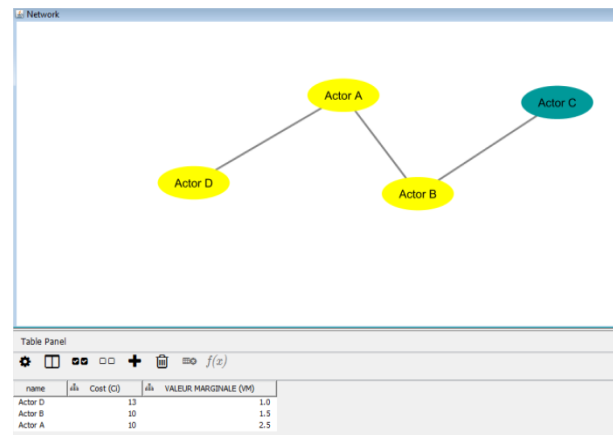 Network
Actor A
Actor C
Actor D
Actor B
Table Panel
f(x)
name Cost (Ci) VALEUR MARGINALE (VM)
Actor D 13 1.0
Actor B 10 1.5
Actor A 10 2.5